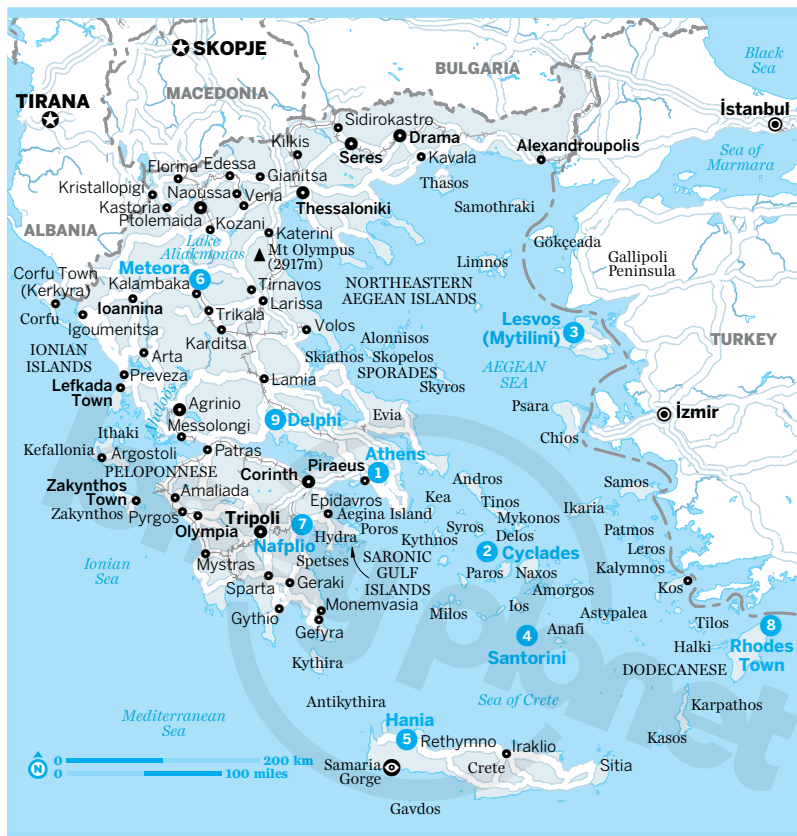 SKOPJE
MACEDONIA
BULGARIA
Black
Sea
TIRANA
İstanbul
Sidirokastro
Drama
Sea of
Marmara
Kilkis
Seres
Kavala
Alexandroupolis
Florina
Edessa
Gianitsa
Thasos
Kristallopigi
Naoussa
Veria
Kastoria
Ptolemaida
Thessaloniki
Samothraki
ALBANIA
Kozani
Katerini
Gökçeada
Lake
Aliakmonas
Mt Olympus
(2917m)
Limnos
Gallipoli
Peninsula
Meteora
6
Corfu Town
(Kerkyra)
Kalambaka
Tirnavos
NORTHEASTERN
AEGEAN ISLANDS
Corfu
Ioannina
Larissa
Igoumenitsa
Trikala
Lesvos
(Mytilini)
3
Karditsa
Volos
Alonnisos
TURKEY
IONIAN
ISLANDS
Arta
Skiathos
Skopelos
SPORADES
AEGEAN
SEA
Preveza
Lamia
Skyros
Lefkada
Town
Aheloos
Agrinio
9
Delphi
Evia
Psara
İzmir
Messolongi
Ithaki
Chios
Kefallonia
Argostoli
Patras
Athens
1
PELOPONNESE
Corinth
Piraeus
Andros
Samos
Zakynthos
Town
Amaliada
Epidavros
Kea
Tinos
Ikaria
Zakynthos
Pyrgos
Aegina Island
Mykonos
Olympia
Tripoli
7
Nafplio
Poros
Syros
Delos
Patmos
Hydra
Kythnos
2
Cyclades
Leros
Ionian
Sea
Mystras
Spetses
SARONIC
GULF
ISLANDS
Paros
Naxos
Kalymnos
Sparta
Geraki
Amorgos
Kos
Gythio
Monemvasia
Milos
Ios
Astypalea
Gefyra
4
Santorini
Anafi
Tilos
8
Rhodes
Town
Halki
Kythira
DODECANESE
Antikythira
Sea of Crete
Karpathos
Mediterranean
Sea
Hania
5
Rethymno
Iraklio
Kasos
Samaria
Gorge
Crete
Sitia
N
0
200 km
0
100 miles
Gavdos
lonely planet